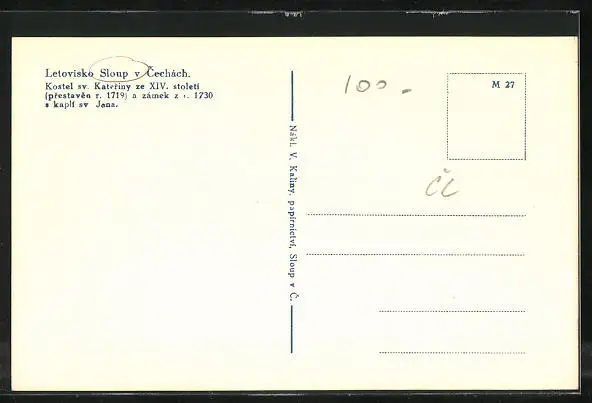 Letovisko Sloup v Čechách.
Kostel sv. Kateřiny ze XIV. století
(přestavěn r. 1719) a zámek z r. 1730
s kaplí sv Jana.
Nákl. V. Kaliny, papírnictví, Sloup v Č.
100.-
M 27
ČL